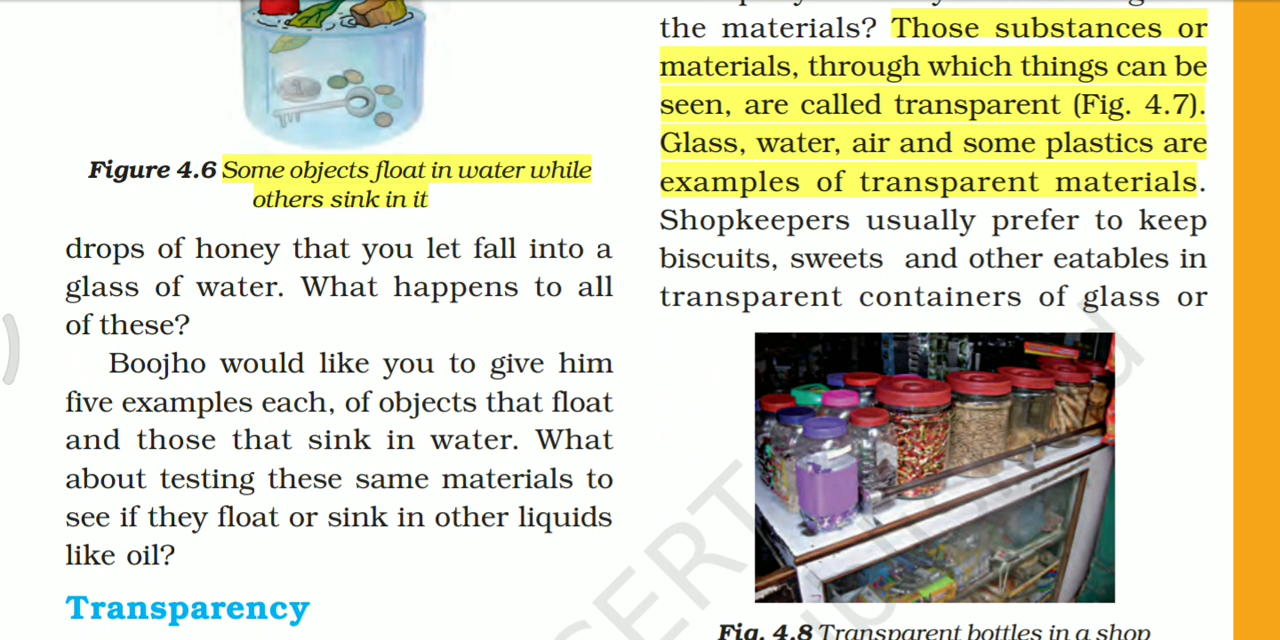 Figure 4.6 Some objects float in water while
others sink in it
drops of honey that you let fall into a
glass of water. What happens to all
of these?
Boojho would like you to give him
five examples each, of objects that float
and those that sink in water. What
about testing these same materials to
see if they float or sink in other liquids
like oil?
Transparency
the materials? Those substances or
materials, through which things can be
seen, are called transparent (Fig. 4.7).
Glass, water, air and some plastics are
examples of transparent materials.
Shopkeepers usually prefer to keep
biscuits, sweets and other eatables in
transparent containers of glass or
Fig. 4.8 Transparent bottles in a shop